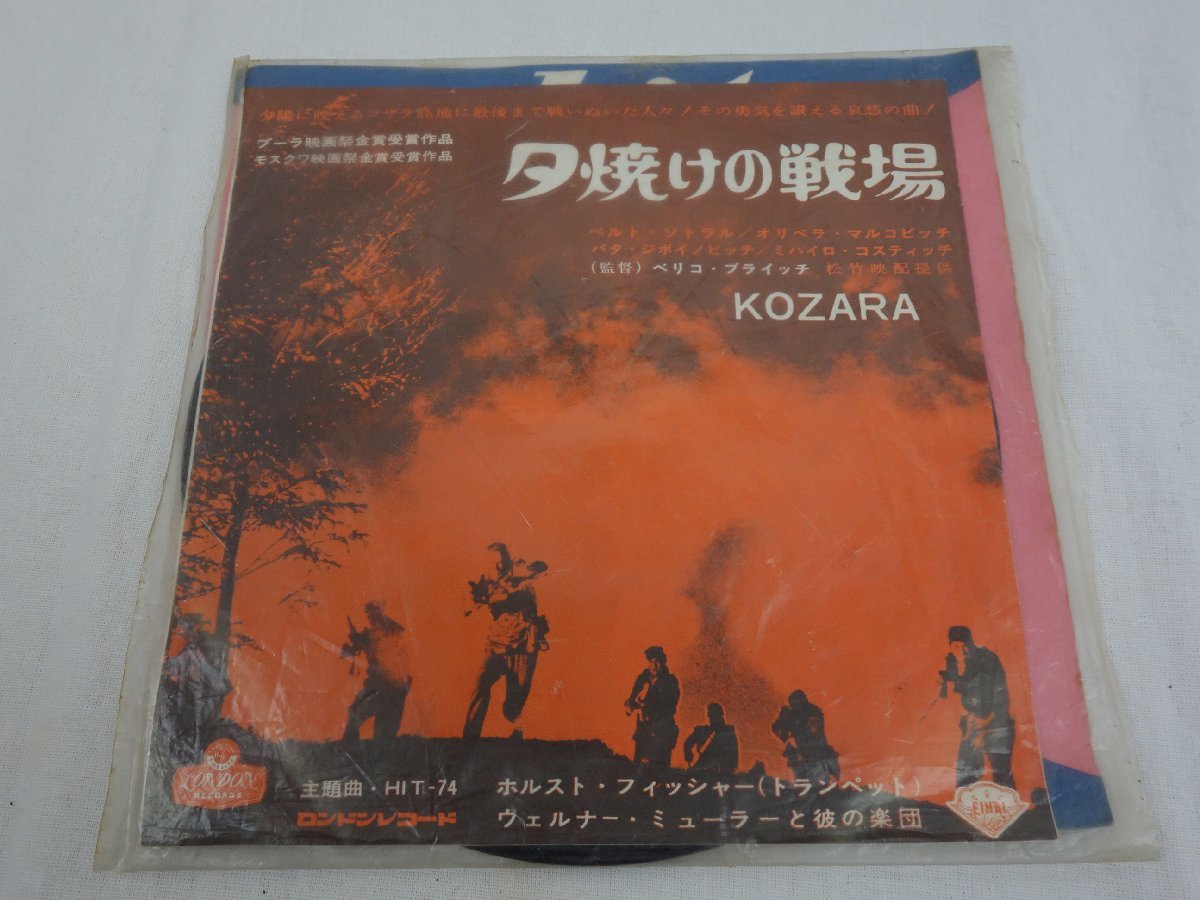 夕陽に映えるコザラ高地に最後まで戦いぬいた人々！その勇気を讃える哀愁の曲！
プーラ映画祭金賞受賞作品
モスクワ映画祭金賞受賞作品
夕焼けの戦場
ベルト・ソトラル／オリベラ・マルコビッチ
バタ・ジボイノビッチ／ミハイロ・コスティッチ
(監督) ベリコ・ブライッチ 松竹映配提供
KOZARA
LONDON
RECORDS
主題曲・HIT-74
ロンドンレコード
ホルスト・フィッシャー(トランペット)
ウェルナー・ミューラーと彼の楽団